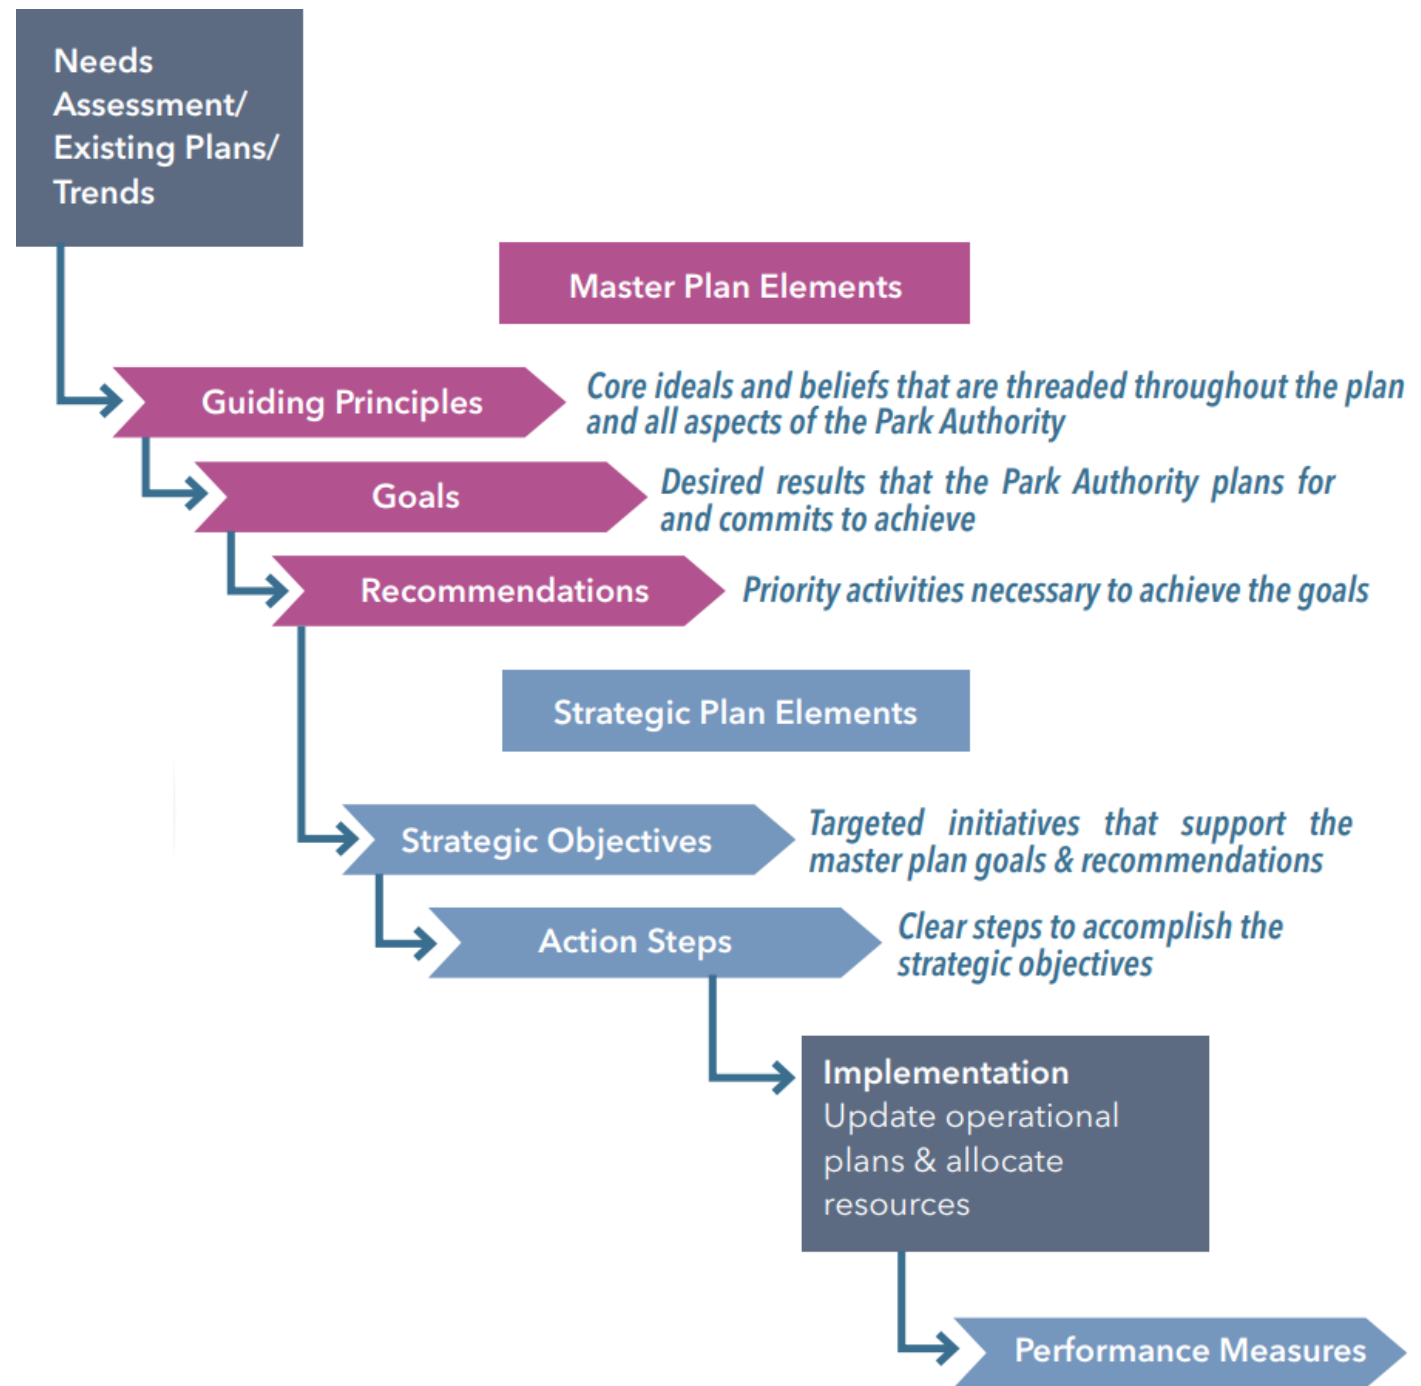 Needs
Assessment/
Existing Plans/
Trends
Master Plan Elements
Guiding Principles
Core ideals and beliefs that are threaded throughout the plan
and all aspects of the Park Authority
Goals
Desired results that the Park Authority plans for
and commits to achieve
Recommendations
Priority activities necessary to achieve the goals
Strategic Plan Elements
Strategic Objectives
Targeted initiatives that support the
master plan goals & recommendations
Action Steps
Clear steps to accomplish the
strategic objectives
Implementation
Update operational
plans & allocate
resources
Performance Measures